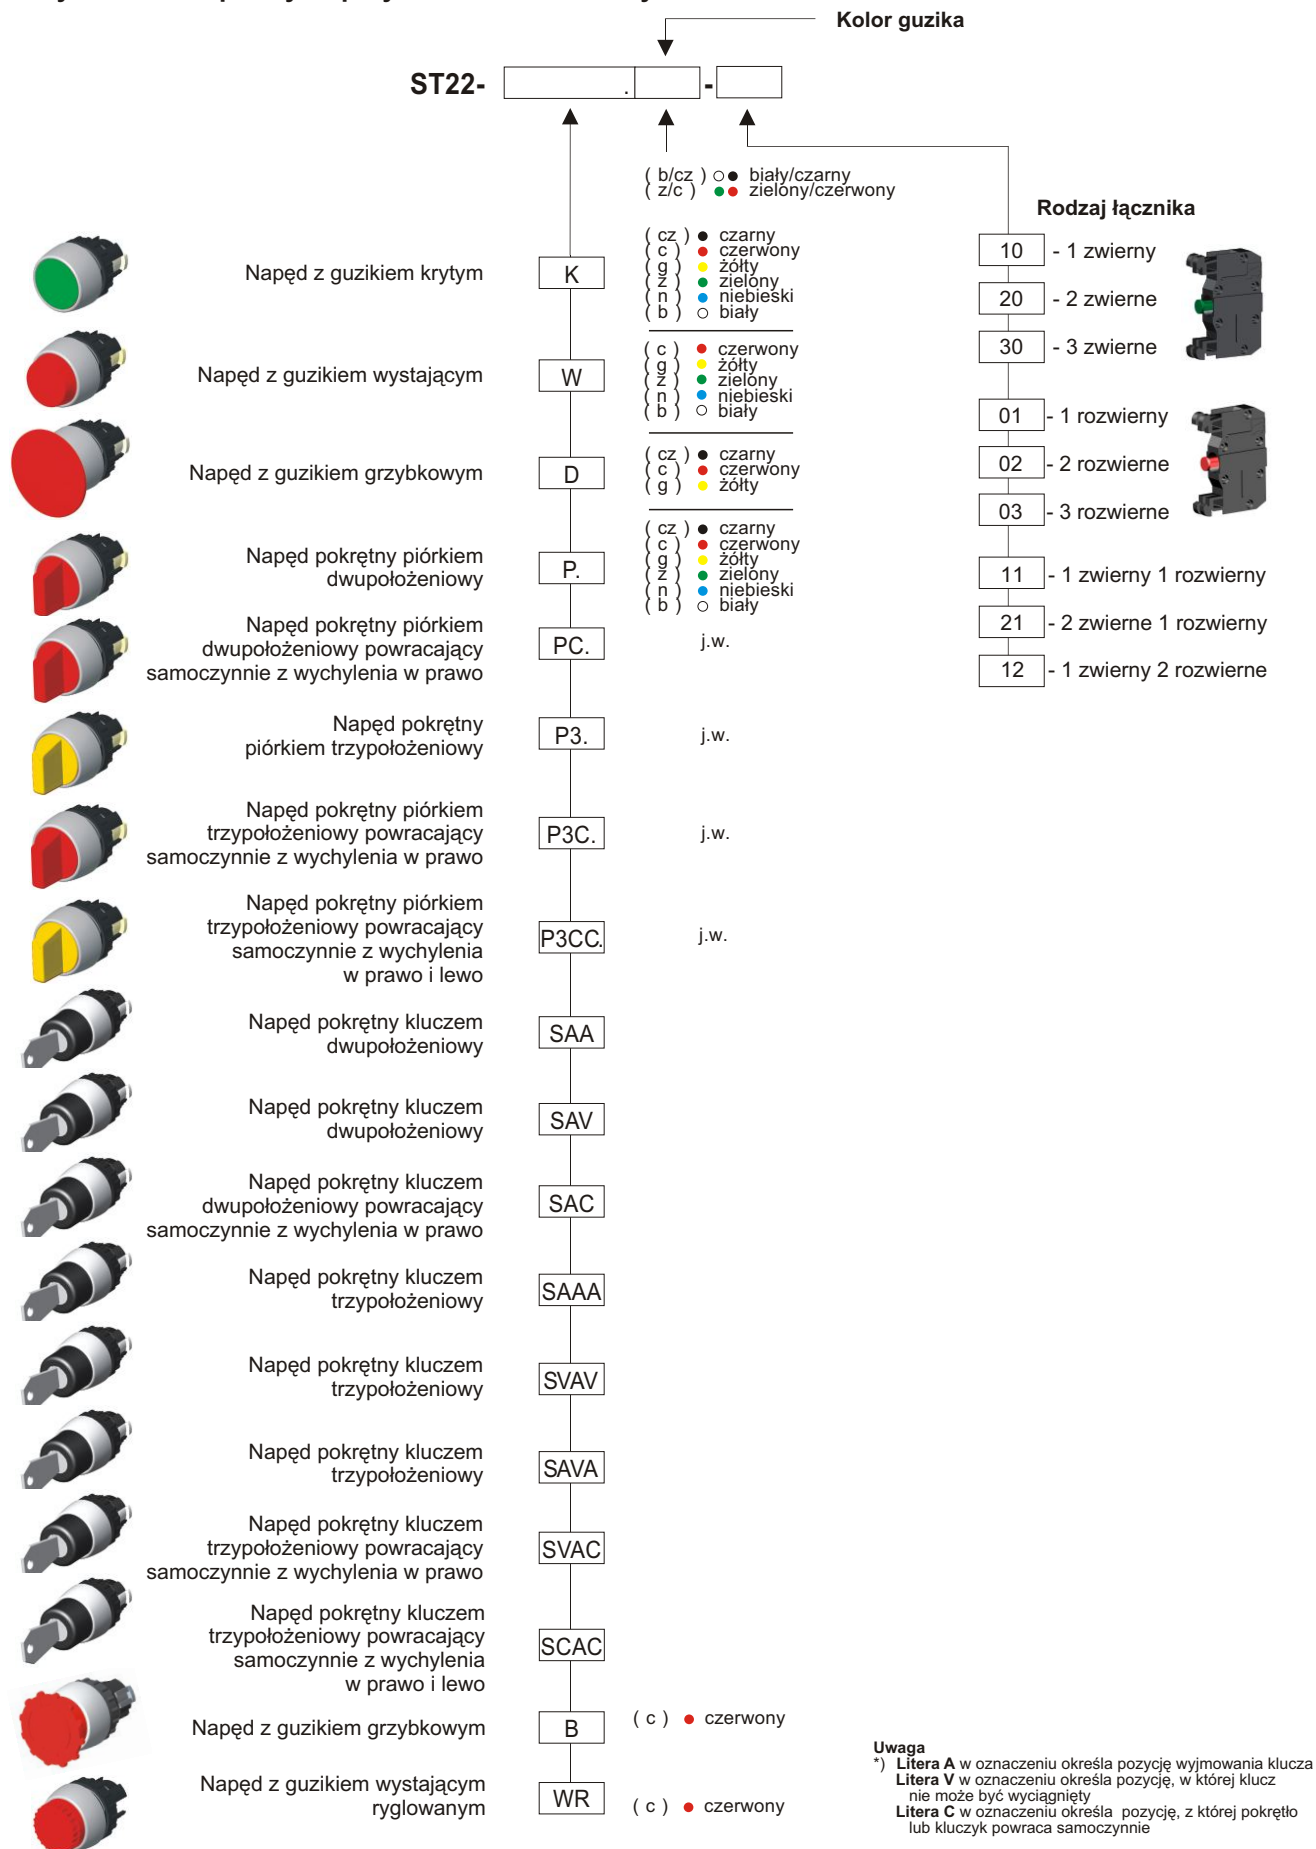 Kolor guzika
ST22- . -
( b/cz ) biały/czarny
( z/c ) zielony/czerwony
Rodzaj łącznika
10 - 1 zwierny
20 - 2 zwierne
30 - 3 zwierne
01 - 1 rozwierny
02 - 2 rozwierne
03 - 3 rozwierne
11 - 1 zwierny 1 rozwierny
21 - 2 zwierne 1 rozwierny
12 - 1 zwierny 2 rozwierne
Napęd z guzikiem krytym K
( cz ) czarny
( c ) czerwony
( g ) żółty
( z ) zielony
( n ) niebieski
( b ) biały
Napęd z guzikiem wystającym W
( c ) czerwony
( g ) żółty
( z ) zielony
( n ) niebieski
( b ) biały
Napęd z guzikiem grzybkowym D
( cz ) czarny
( c ) czerwony
( g ) żółty
Napęd pokrętny piórkiem
dwupołożeniowy P.
( cz ) czarny
( c ) czerwony
( g ) żółty
( z ) zielony
( n ) niebieski
( b ) biały
Napęd pokrętny piórkiem
dwupołożeniowy powracający PC. j.w.
samoczynnie z wychylenia w prawo
Napęd pokrętny
piórkiem trzypołożeniowy P3. j.w.
Napęd pokrętny piórkiem
trzypołożeniowy powracający P3C. j.w.
samoczynnie z wychylenia w prawo
Napęd pokrętny piórkiem
trzypołożeniowy powracający P3CC. j.w.
samoczynnie z wychylenia
w prawo i lewo
Napęd pokrętny kluczem
dwupołożeniowy SAA
Napęd pokrętny kluczem
dwupołożeniowy SAV
Napęd pokrętny kluczem
dwupołożeniowy powracający SAC
samoczynnie z wychylenia w prawo
Napęd pokrętny kluczem
trzypołożeniowy SAAA
Napęd pokrętny kluczem
trzypołożeniowy SVAV
Napęd pokrętny kluczem
trzypołożeniowy SAVA
Napęd pokrętny kluczem
trzypołożeniowy powracający SVAC
samoczynnie z wychylenia w prawo
Napęd pokrętny kluczem
trzypołożeniowy powracający SCAC
samoczynnie z wychylenia
w prawo i lewo
Napęd z guzikiem grzybkowym B ( c ) czerwony
Napęd z guzikiem wystającym
ryglowanym WR ( c ) czerwony
Uwaga
*) Litera A w oznaczeniu określa pozycję wyjmowania klucza
Litera V w oznaczeniu określa pozycję, w której klucz
nie może być wyciągnięty
Litera C w oznaczeniu określa pozycję, z której pokrętło
lub kluczyk powraca samoczynnie